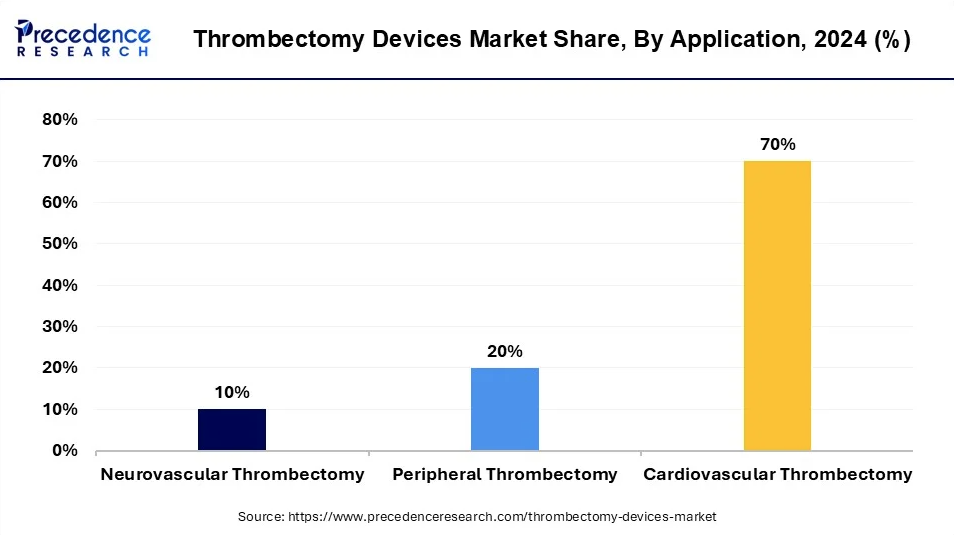 Precedence
RESEARCH
Thrombectomy Devices Market Share, By Application, 2024 (%)
80%
70%
60%
50%
40%
30%
20%
10%
0%
10%
20%
70%
Neurovascular Thrombectomy
Peripheral Thrombectomy
Cardiovascular Thrombectomy
Source: https://www.precedenceresearch.com/thrombectomy-devices-market